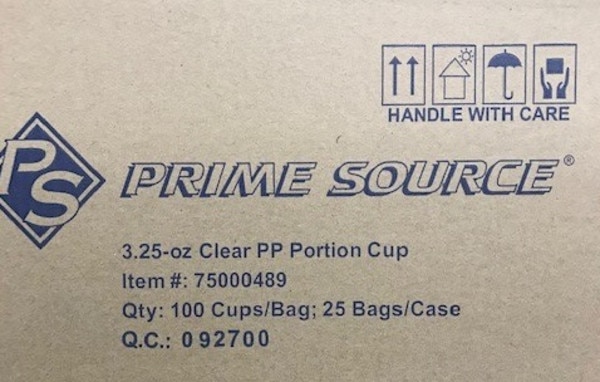 HANDLE WITH CARE
PS
PRIME SOURCE®
3.25-oz Clear PP Portion Cup
Item #: 75000489
Qty: 100 Cups/Bag; 25 Bags/Case
Q.C.: 092700